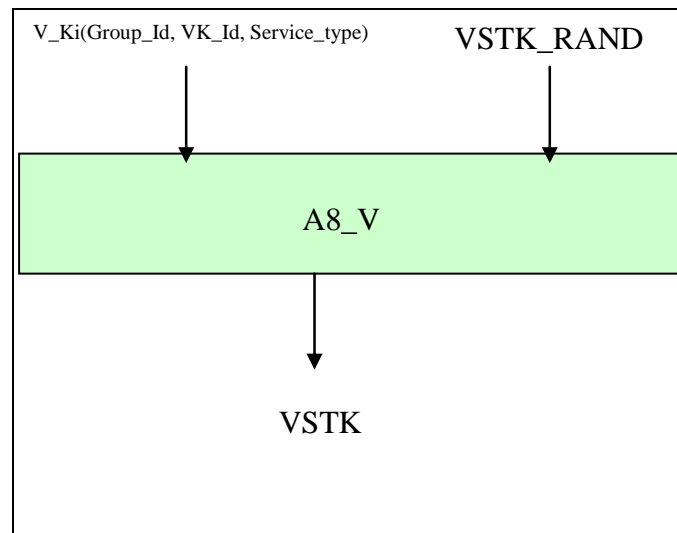 V_Ki(Group_Id, VK_Id, Service_type)
VSTK_RAND
A8_V
VSTK